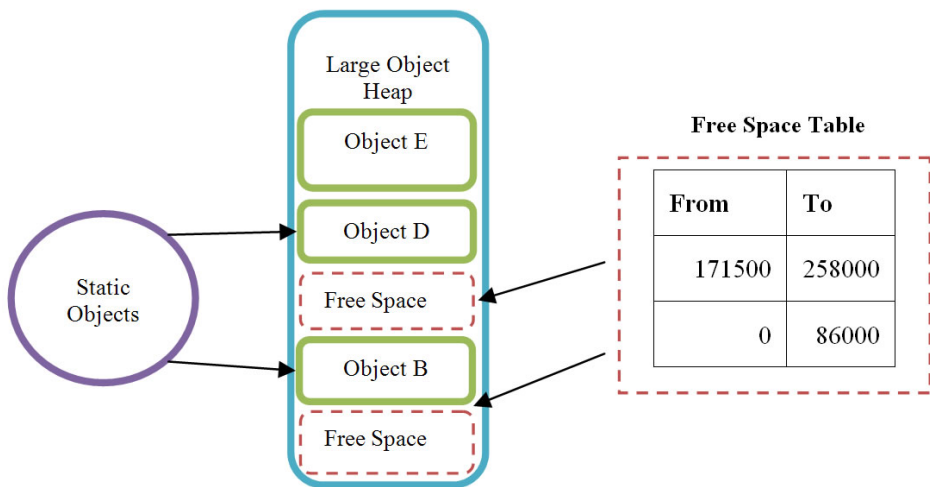 Large Object
Heap
Object E
Object D
Free Space
Object B
Free Space
Static
Objects
Free Space Table
From To
171500 258000
0 86000